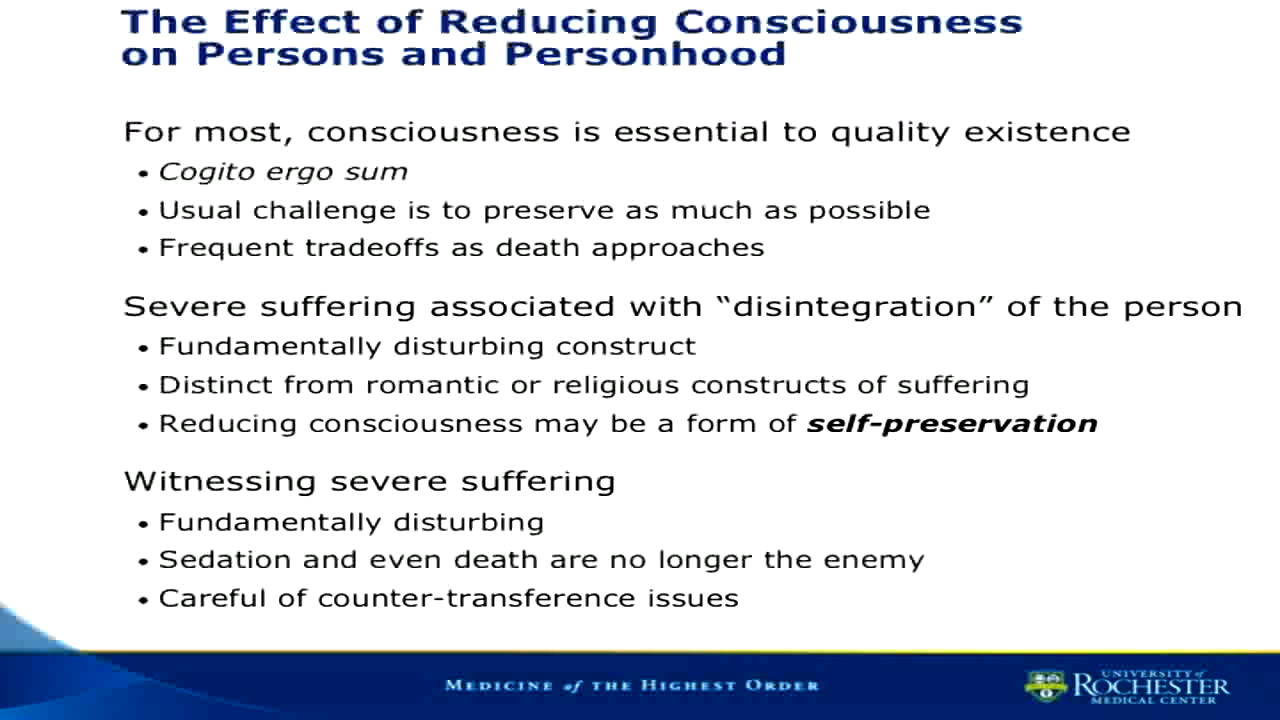 The Effect of Reducing Consciousness
on Persons and Personhood
For most, consciousness is essential to quality existence
• Cogito ergo sum
• Usual challenge is to preserve as much as possible
• Frequent tradeoffs as death approaches
Severe suffering associated with “disintegration” of the person
• Fundamentally disturbing construct
• Distinct from romantic or religious constructs of suffering
• Reducing consciousness may be a form of self-preservation
Witnessing severe suffering
• Fundamentally disturbing
• Sedation and even death are no longer the enemy
• Careful of counter-transference issues
MEDICINE of THE HIGHEST ORDER
UNIVERSITY of
ROCHESTER
MEDICAL CENTER